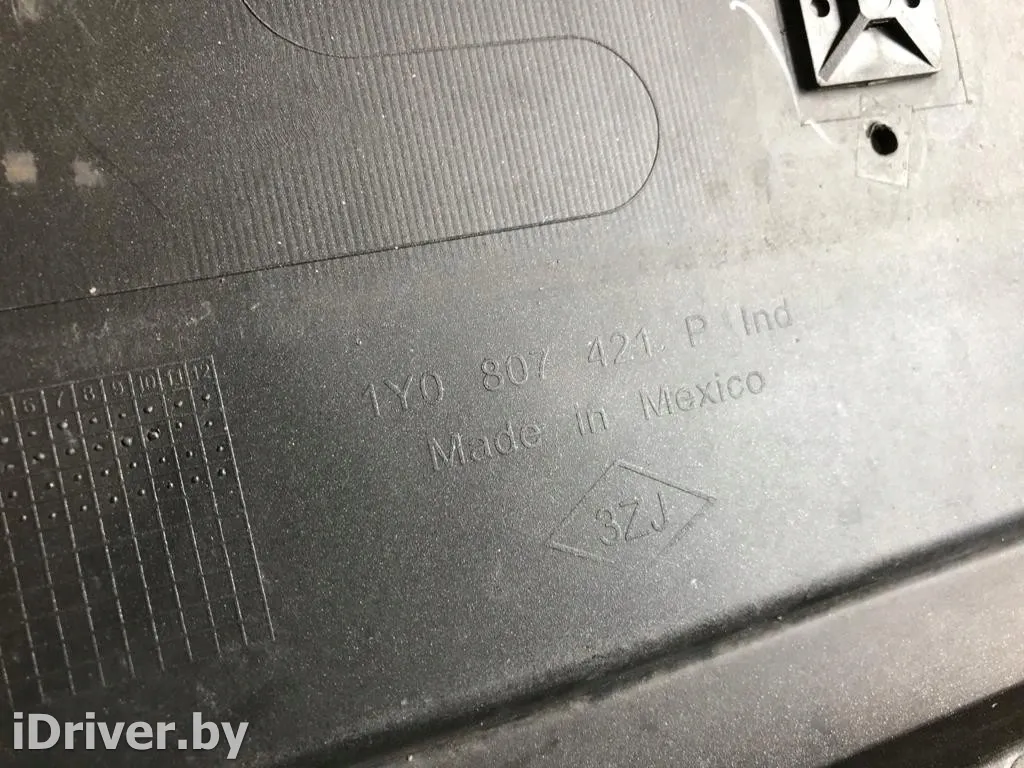 1Y0 807 421 P Ind
Made in Mexico
3ZJ
6 7 8 9 10 11 12
iDriver.by